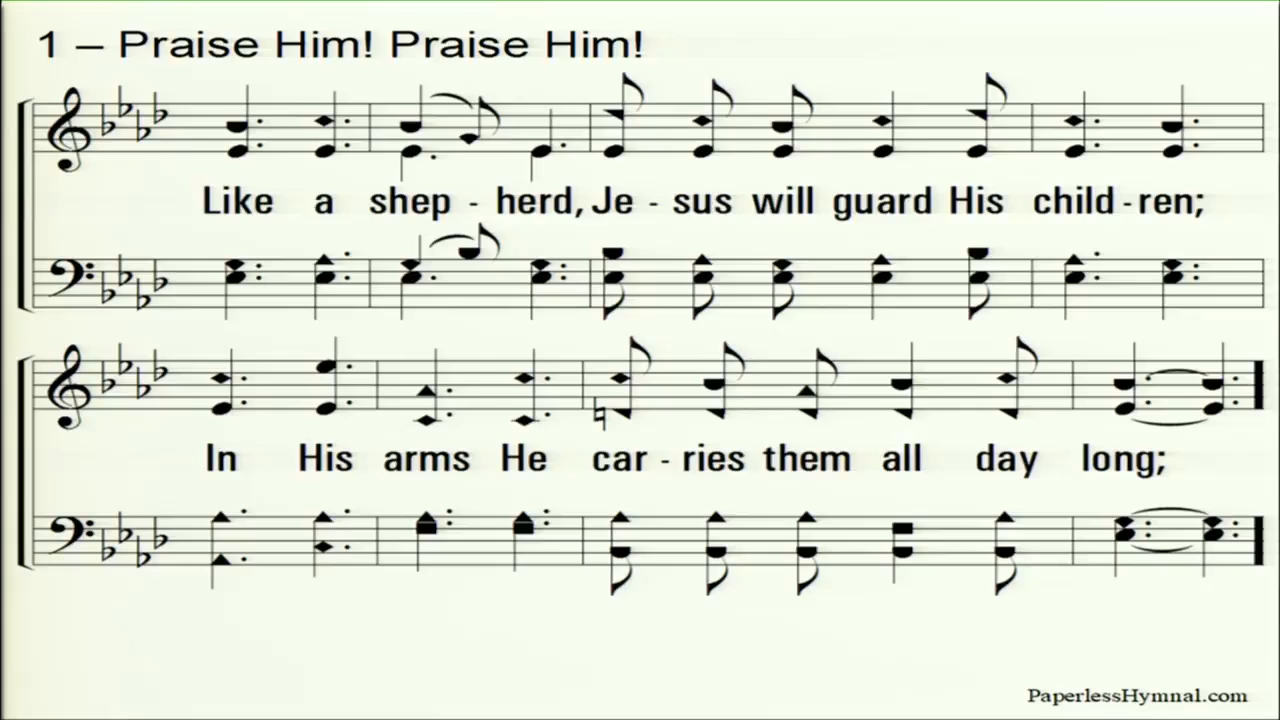 1 – Praise Him! Praise Him!
Like a shep - herd, Je - sus will guard His child - ren;
In His arms He car - ries them all day long;
PaperlessHymnal.com